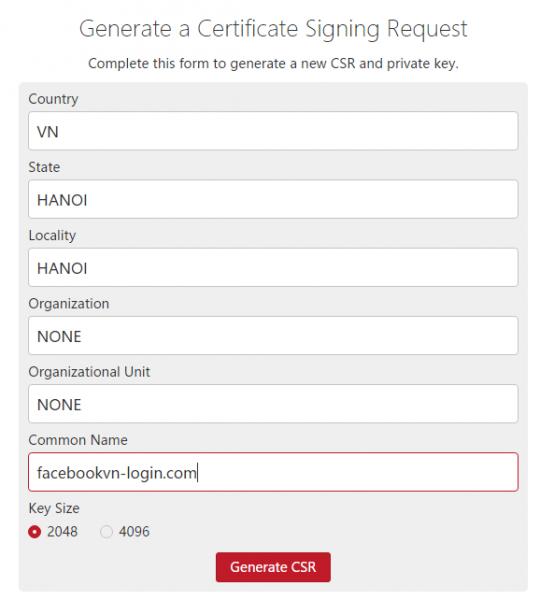 Generate a Certificate Signing Request
Complete this form to generate a new CSR and private key.
Country
VN
State
HANOI
Locality
HANOI
Organization
NONE
Organizational Unit
NONE
Common Name
facebookvn-login.com
Key Size
2048 4096
Generate CSR